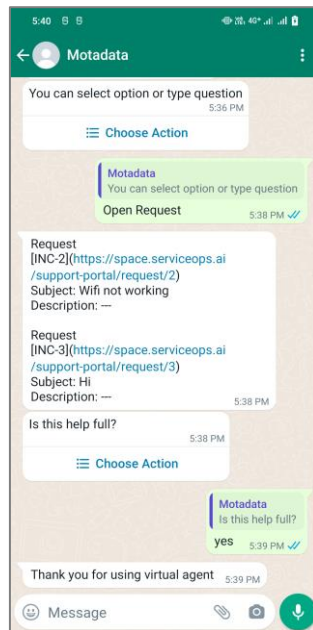 5:40
4G+
Motadata
You can select option or type question
5:36 PM
Choose Action
Motadata
You can select option or type question
Open Request
5:38 PM
Request
[INC-2](https://space.serviceops.ai
/support-portal/request/2)
Subject: Wifi not working
Description: ---
Request
[INC-3](https://space.serviceops.ai
/support-portal/request/3)
Subject: Hi
Description: ---
5:38 PM
Is this help full?
5:38 PM
Choose Action
Motadata
Is this help full?
yes
5:39 PM
Thank you for using virtual agent 5:39 PM
Message